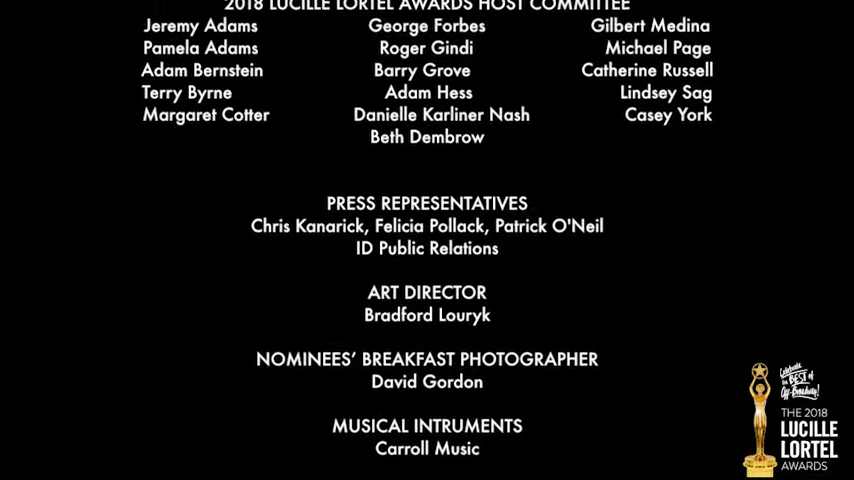 2018 LUCILLE LORTEL AWARDS HOST COMMITTEE
Jeremy Adams George Forbes Gilbert Medina
Pamela Adams Roger Gindi Michael Page
Adam Bernstein Barry Grove Catherine Russell
Terry Byrne Adam Hess Lindsey Sag
Margaret Cotter Danielle Karliner Nash Casey York
Beth Dembrow
PRESS REPRESENTATIVES
Chris Kanarick, Felicia Pollack, Patrick O'Neil
ID Public Relations
ART DIRECTOR
Bradford Louryk
NOMINEES’ BREAKFAST PHOTOGRAPHER
David Gordon
MUSICAL INTRUMENTS
Carroll Music
Celebrate
the BEST of
Off-Broadway!
THE 2018
LUCILLE
LORTEL
AWARDS